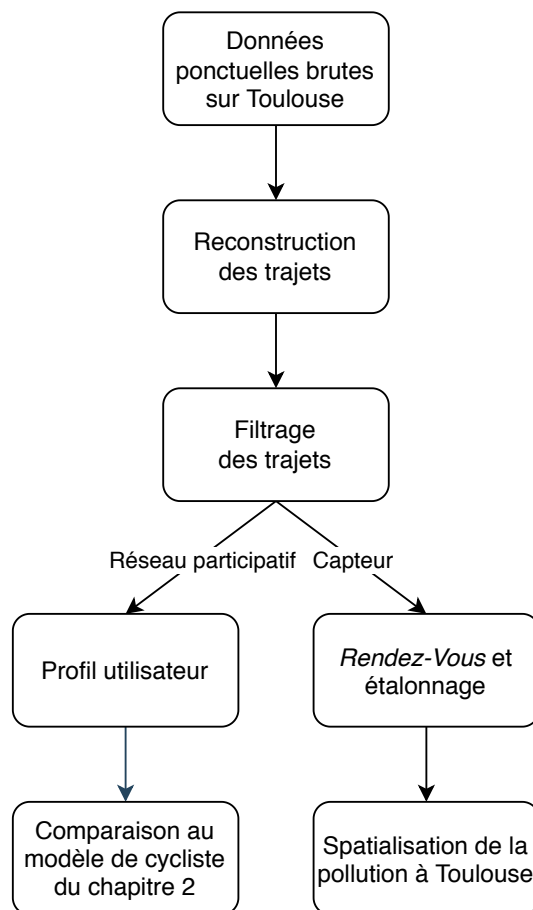 Données
ponctuelles brutes
sur Toulouse
Reconstruction
des trajets
Filtrage
des trajets
Réseau participatif
Capteur
Profil utilisateur
Rendez-Vous et
étalonnage
Comparaison au
modèle de cycliste
du chapitre 2
Spatialisation de la
pollution à Toulouse